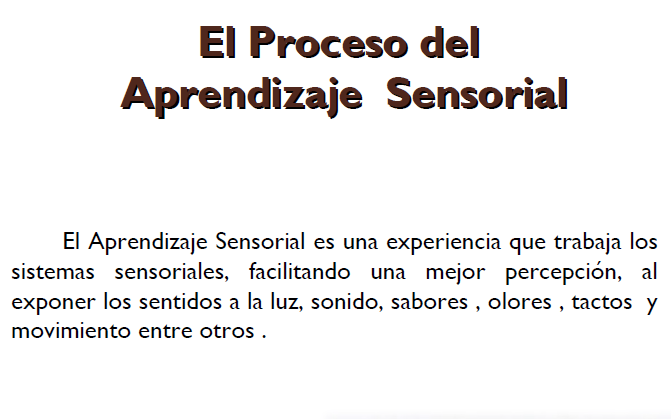 El Proceso del
Aprendizaje Sensorial
El Aprendizaje Sensorial es una experiencia que trabaja los
sistemas sensoriales, facilitando una mejor percepción, al
exponer los sentidos a la luz, sonido, sabores , olores , tactos y
movimiento entre otros .